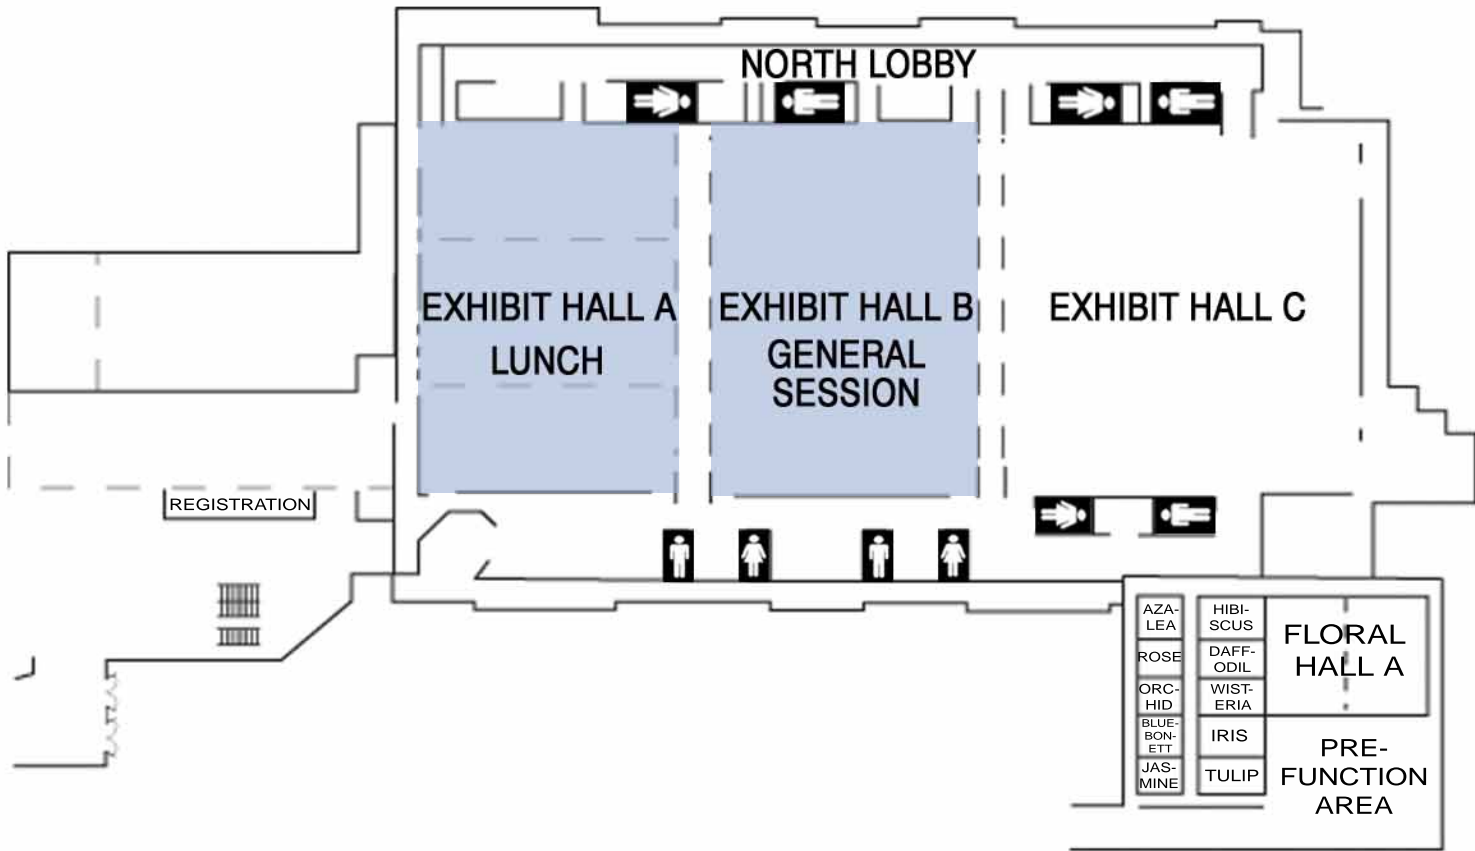 NORTH LOBBY
EXHIBIT HALL A
LUNCH
EXHIBIT HALL B
GENERAL
SESSION
EXHIBIT HALL C
REGISTRATION
AZA-
LEA
HIBI-
SCUS
FLORAL
HALL A
ROSE
DAFF-
ODIL
ORC-
HID
WIST-
ERIA
BLUE-
BON-
ETT
IRIS
JAS-
MINE
TULIP
PRE-
FUNCTION
AREA